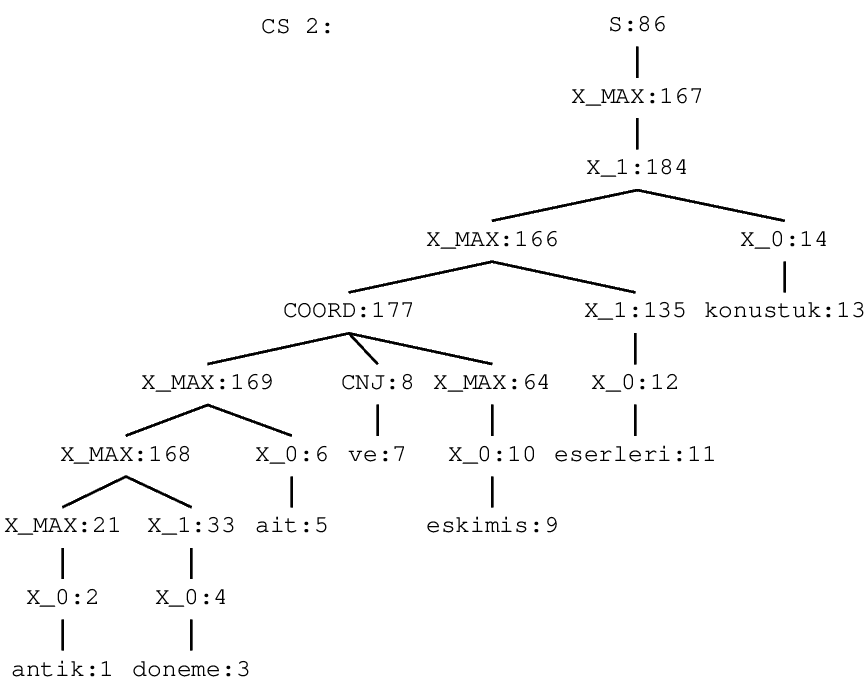 CS 2: S:86
X_MAX:167
X_1:184
X_MAX:166 X_0:14
COORD:177 X_1:135 konustuk:13
X_MAX:169 CNJ:8 X_MAX:64 X_0:12
X_MAX:168 X_0:6 ve:7 X_0:10 eserleri:11
X_MAX:21 X_1:33 ait:5 eskimis:9
X_0:2 X_0:4
antik:1 doneme:3